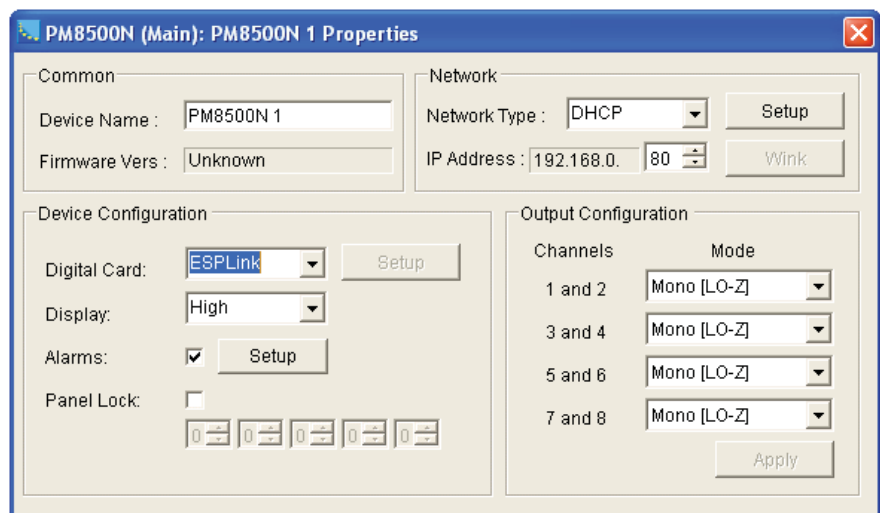 PM8500N (Main): PM8500N 1 Properties
Common
Device Name : PM8500N 1
Firmware Vers : Unknown
Network
Network Type : DHCP Setup
IP Address : 192.168.0. 80 Wink
Device Configuration
Digital Card: ESPLink Setup
Display: High
Alarms: Setup
Panel Lock:
0 0 0 0 0
Output Configuration
Channels Mode
1 and 2 Mono [LO-Z]
3 and 4 Mono [LO-Z]
5 and 6 Mono [LO-Z]
7 and 8 Mono [LO-Z]
Apply